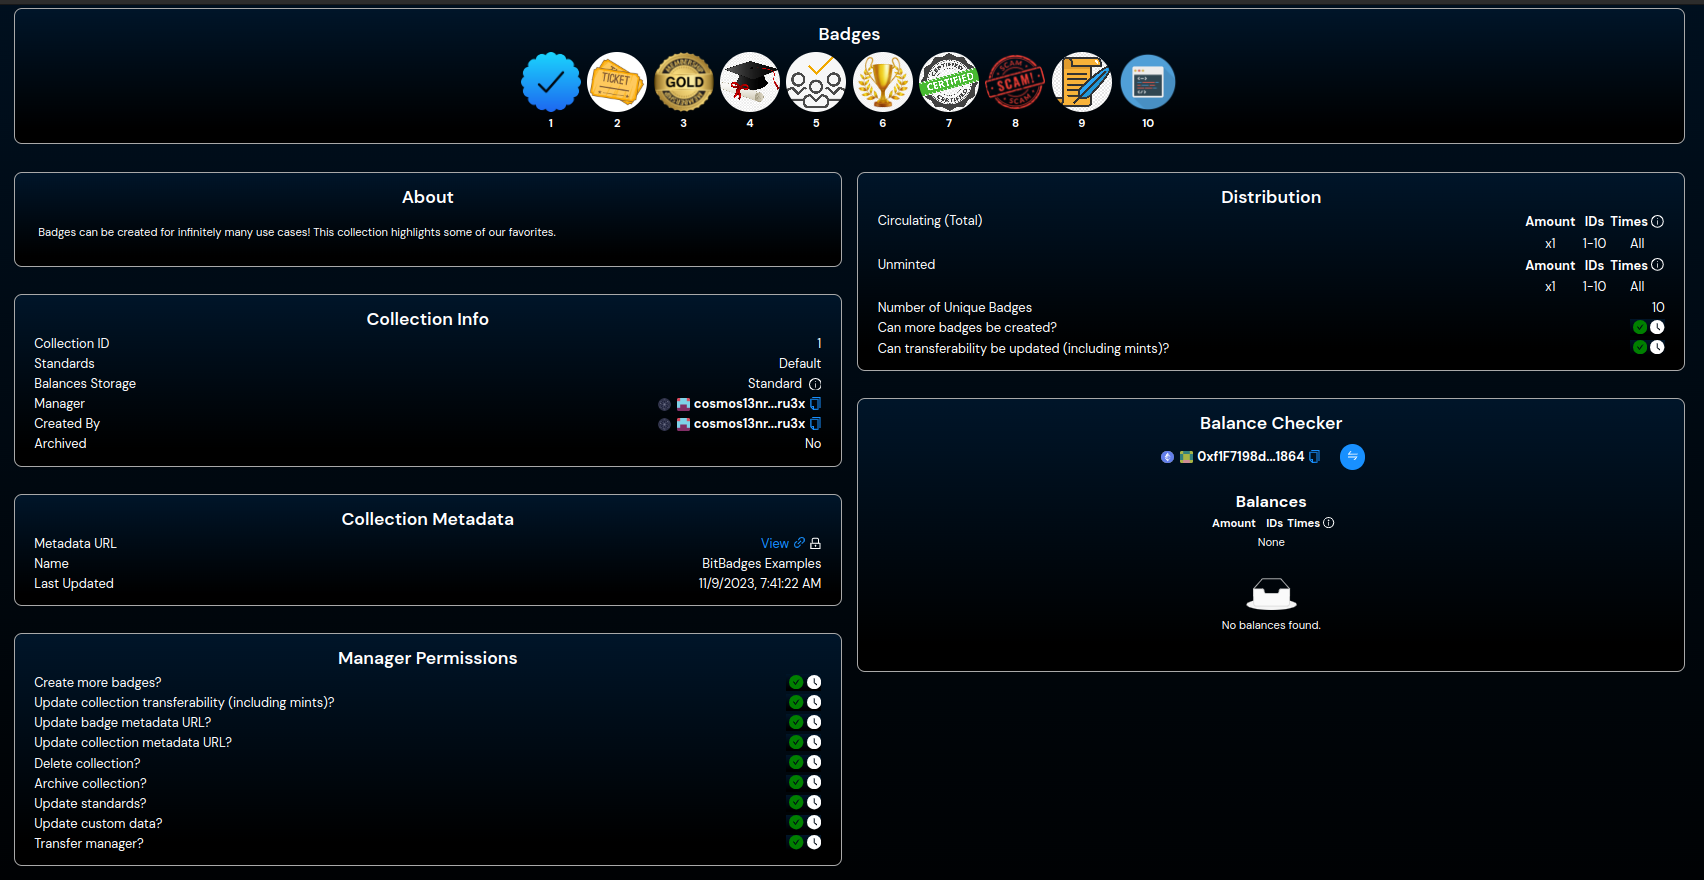 Badges
TICKET
MEMBERSHIP
GOLD
CERTIFIED
CERTIFIED
CERTIFIED
SCAM
SCAM!
SCAM
1 2 3 4 5 6 7 8 9 10
About
Badges can be created for infinitely many use cases! This collection highlights some of our favorites.
Collection Info
Collection ID 1
Standards Default
Balances Storage Standard
Manager cosmos13nr...ru3x
Created By cosmos13nr...ru3x
Archived No
Collection Metadata
Metadata URL View
Name BitBadges Examples
Last Updated 11/9/2023, 7:41:22 AM
Manager Permissions
Create more badges?
Update collection transferability (including mints)?
Update badge metadata URL?
Update collection metadata URL?
Delete collection?
Archive collection?
Update standards?
Update custom data?
Transfer manager?
Distribution
Circulating (Total) Amount IDs Times
x1 1-10 All
Unminted Amount IDs Times
x1 1-10 All
Number of Unique Badges 10
Can more badges be created?
Can transferability be updated (including mints)?
Balance Checker
0xf1F7198d...1864
Balances
Amount IDs Times
None
No balances found.